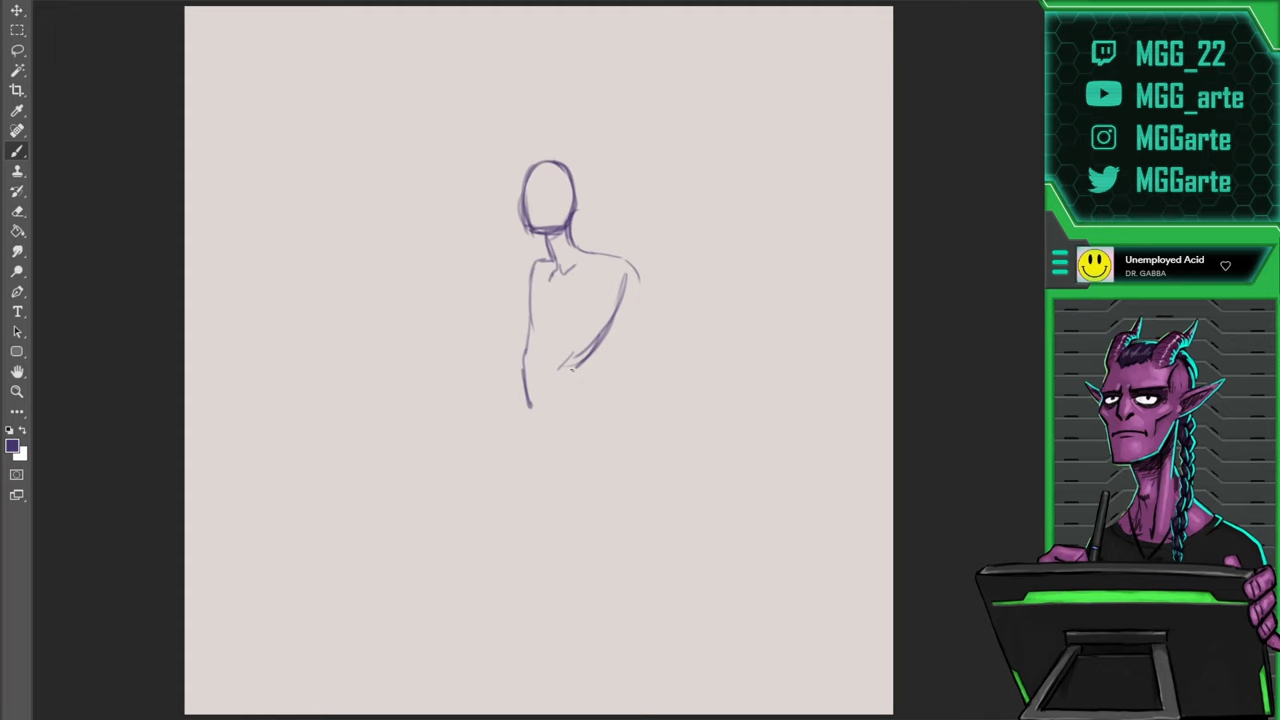 MGG_22
MGG_arte
MGGarte
MGGarte
Unemployed Acid
DR. GABBA